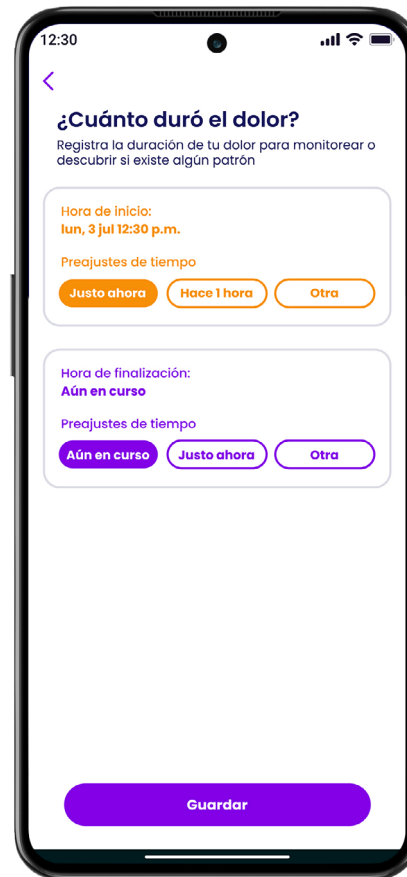 12:30
¿Cuánto duró el dolor?
Registra la duración de tu dolor para monitorear o
descubrir si existe algún patrón
Hora de inicio:
lun, 3 jul 12:30 p.m.
Preajustes de tiempo
Justo ahora Hace 1 hora Otra
Hora de finalización:
Aún en curso
Preajustes de tiempo
Aún en curso Justo ahora Otra
Guardar